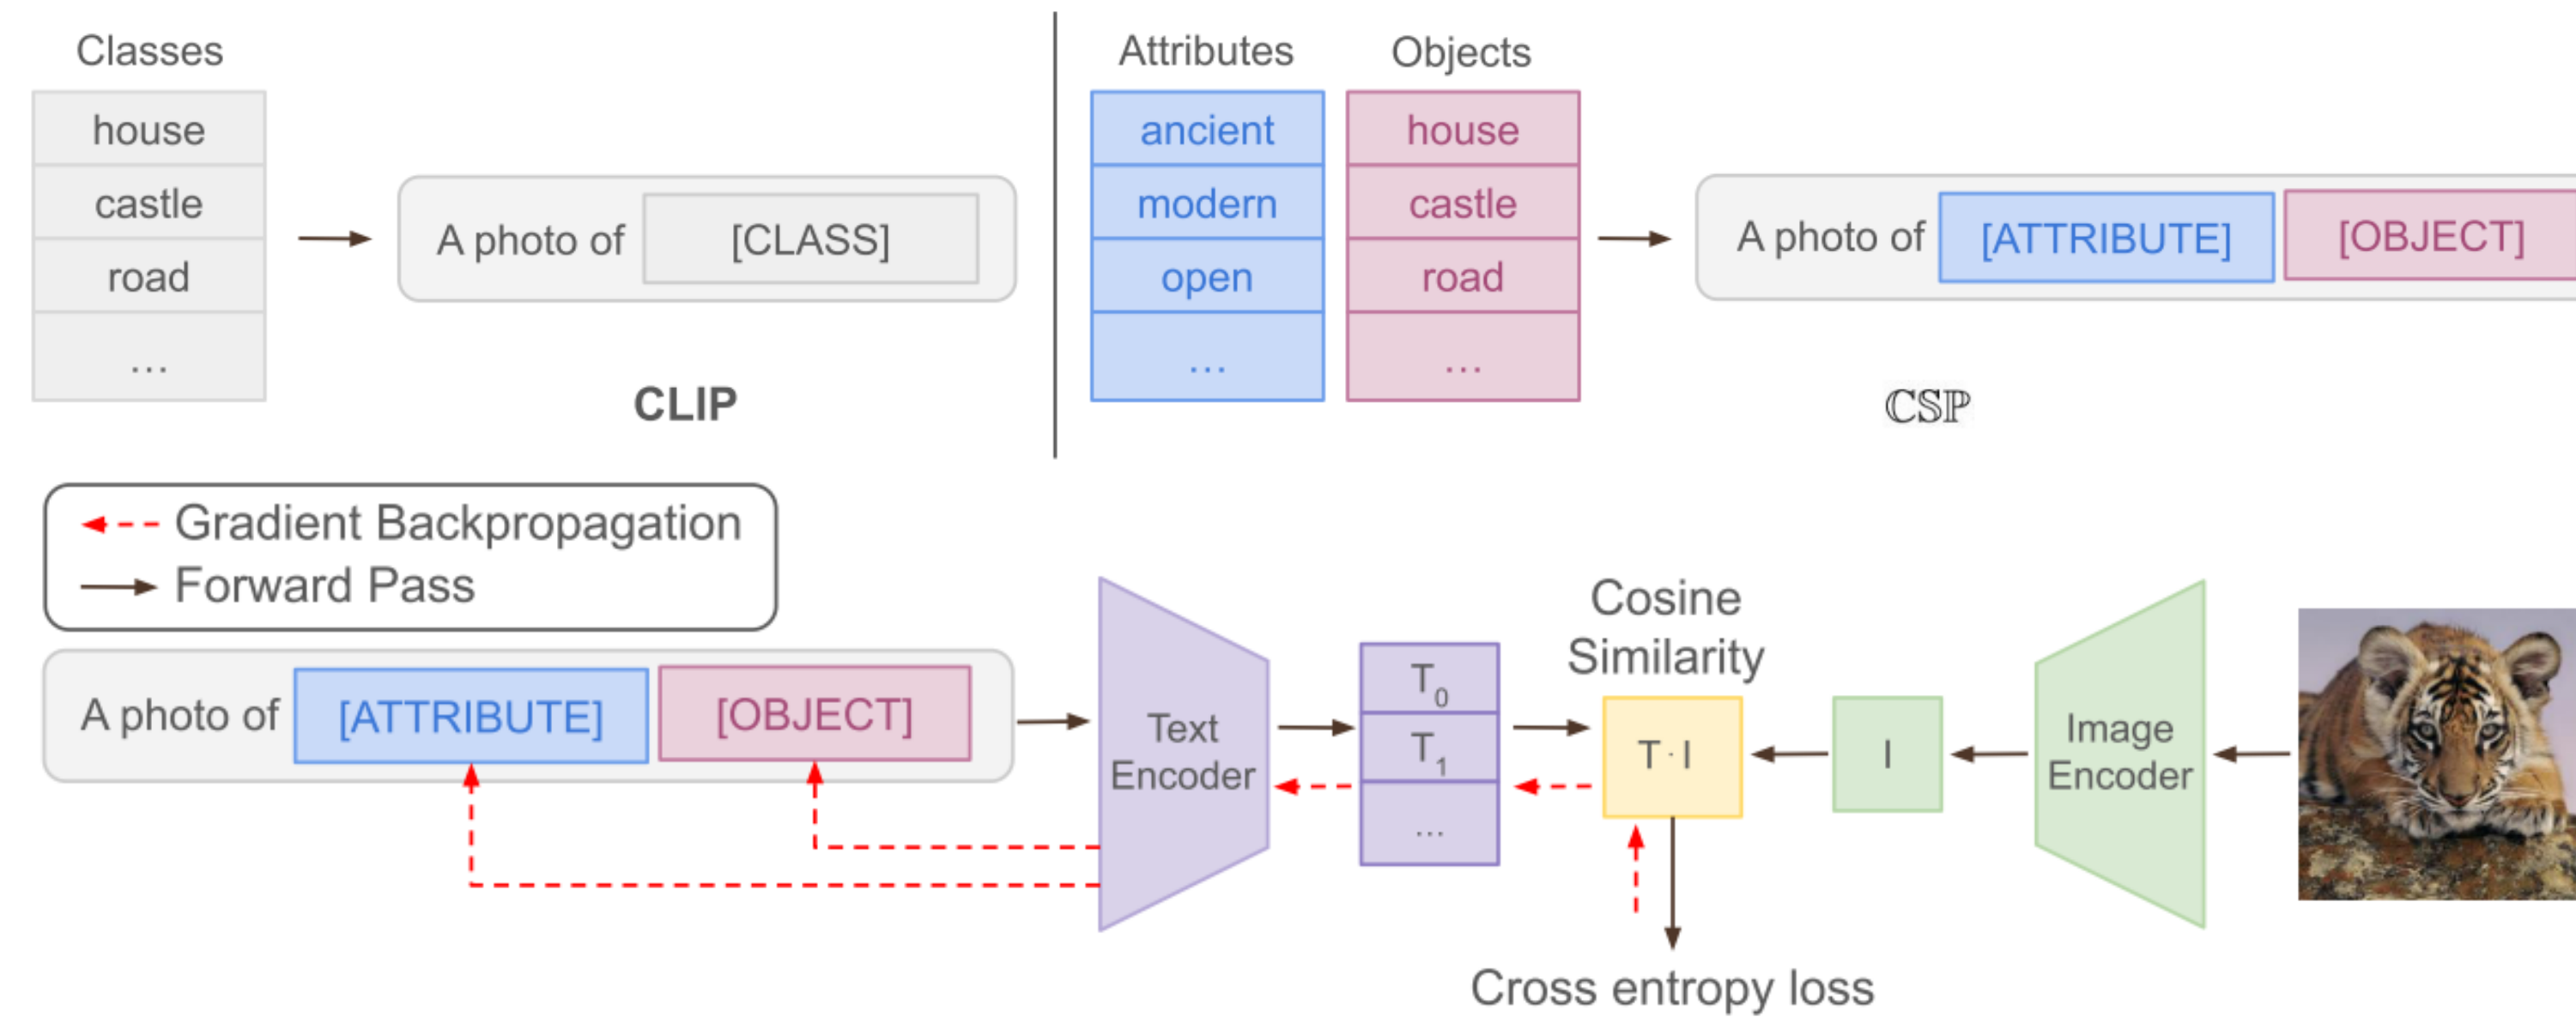 Classes
house
castle
road
...
A photo of [CLASS]
CLIP
Attributes
ancient
modern
open
...
Objects
house
castle
road
...
A photo of [ATTRIBUTE] [OBJECT]
ℂ𝕊ℙ
Gradient Backpropagation
Forward Pass
A photo of [ATTRIBUTE] [OBJECT]
Text
Encoder
T₀
T₁
...
Cosine
Similarity
T · I
I
Image
Encoder
Cross entropy loss